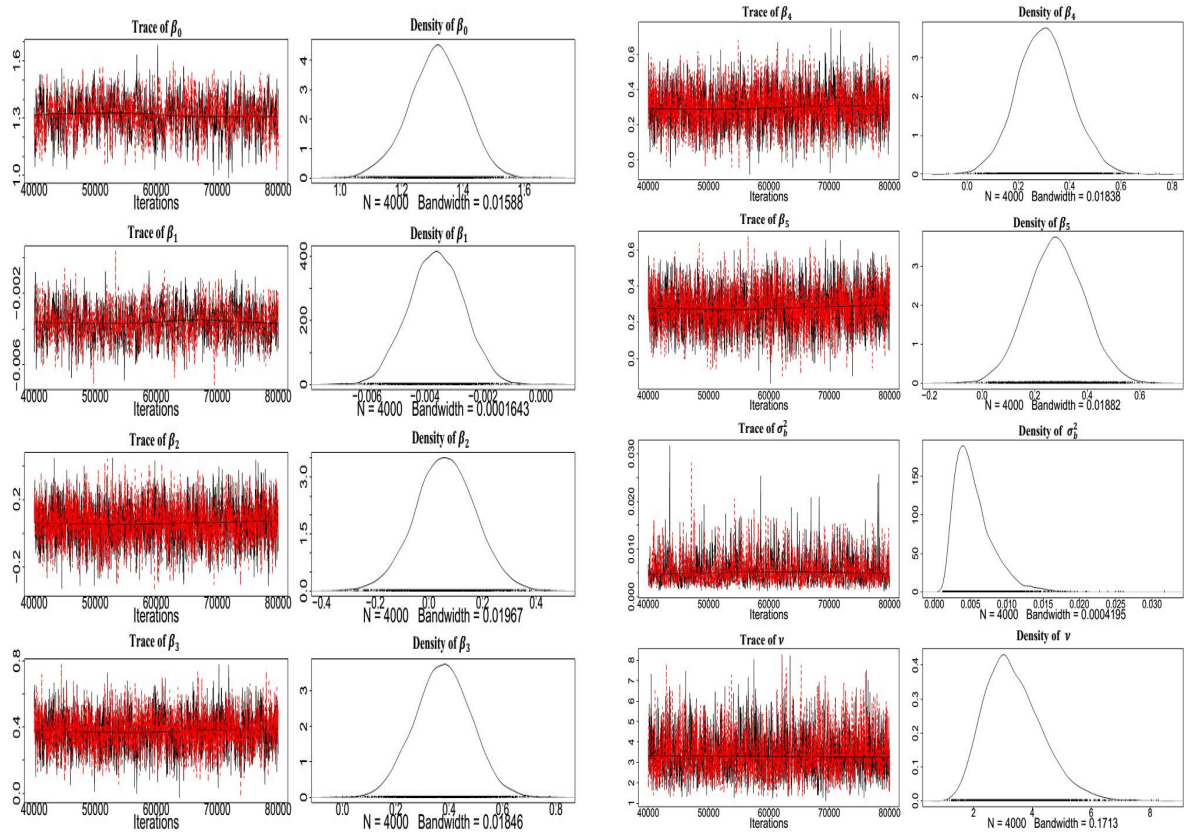 Trace of β₀
1.6
1.3
1.0
40000 50000 60000 70000 80000
Iterations
Density of β₀
4
3
2
1
0
1.0 1.2 1.4 1.6
N = 4000 Bandwidth = 0.01588
Trace of β₁
−0.002
−0.006
40000 50000 60000 70000 80000
Iterations
Density of β₁
400
200
0
−0.006 −0.004 −0.002 0.000
N = 4000 Bandwidth = 0.0001643
Trace of β₂
0.2
−0.2
40000 50000 60000 70000 80000
Iterations
Density of β₂
3.0
1.5
0.0
−0.4 −0.2 0.0 0.2 0.4
N = 4000 Bandwidth = 0.01967
Trace of β₃
0.8
0.4
0.0
40000 50000 60000 70000 80000
Iterations
Density of β₃
3
2
1
0
0.0 0.2 0.4 0.6 0.8
N = 4000 Bandwidth = 0.01846
Trace of β₄
0.6
0.4
0.2
0.0
40000 50000 60000 70000 80000
Iterations
Density of β₄
3
2
1
0
0.0 0.2 0.4 0.6 0.8
N = 4000 Bandwidth = 0.01838
Trace of β₅
0.6
0.4
0.2
0.0
40000 50000 60000 70000 80000
Iterations
Density of β₅
3
2
1
0
−0.2 0.0 0.2 0.4 0.6
N = 4000 Bandwidth = 0.01882
Trace of σ_b²
0.030
0.020
0.010
0.000
40000 50000 60000 70000 80000
Iterations
Density of σ_b²
150
100
50
0
0.000 0.005 0.010 0.015 0.020 0.025 0.030
N = 4000 Bandwidth = 0.0004195
Trace of ν
8
7
6
5
4
3
2
1
40000 50000 60000 70000 80000
Iterations
Density of ν
0.4
0.3
0.2
0.1
0.0
2 4 6 8
N = 4000 Bandwidth = 0.1713